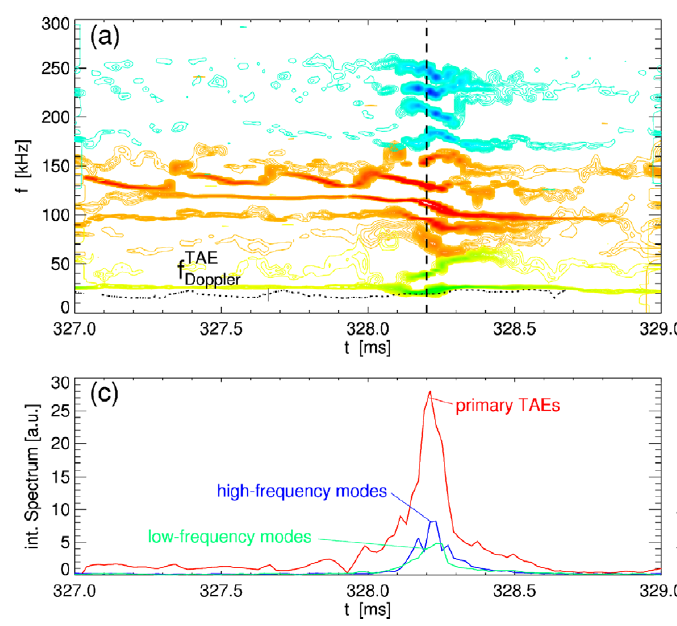 (a)
300
250
200
150
100
50
0
f [kHz]
f TAE Doppler
327.0 327.5 328.0 328.5 329.0
t [ms]
(c)
30
25
20
15
10
5
0
int. Spectrum [a.u.]
primary TAEs
high-frequency modes
low-frequency modes
327.0 327.5 328.0 328.5 329.0
t [ms]